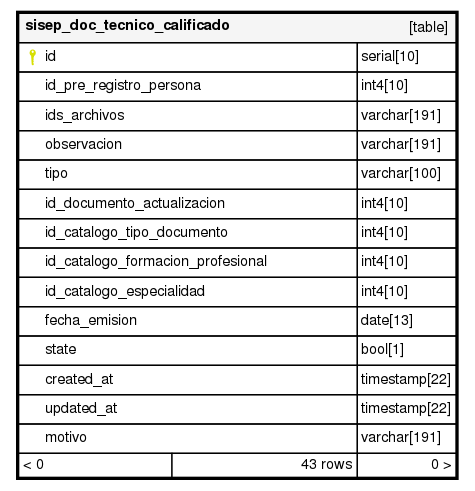 sisep_doc_tecnico_calificado [table]
id serial[10]
id_pre_registro_persona int4[10]
ids_archivos varchar[191]
observacion varchar[191]
tipo varchar[100]
id_documento_actualizacion int4[10]
id_catalogo_tipo_documento int4[10]
id_catalogo_formacion_profesional int4[10]
id_catalogo_especialidad int4[10]
fecha_emision date[13]
state bool[1]
created_at timestamp[22]
updated_at timestamp[22]
motivo varchar[191]
< 0 43 rows 0 >